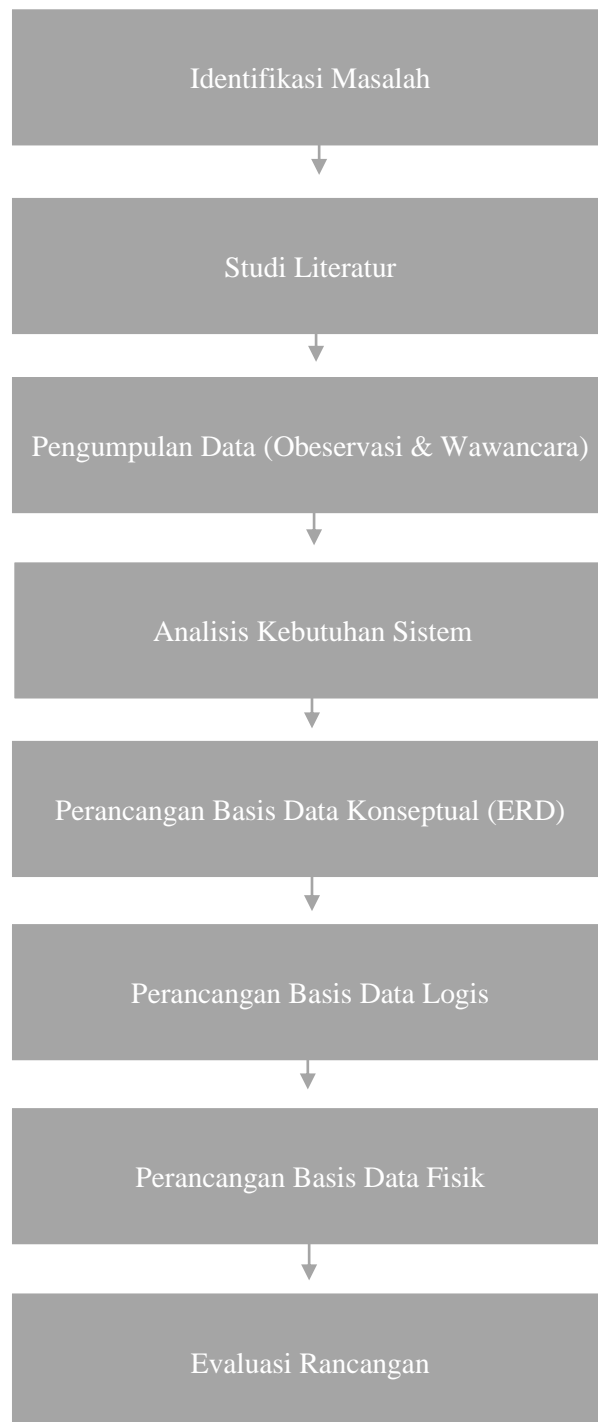 Identifikasi Masalah
Studi Literatur
Pengumpulan Data (Obeservasi & Wawancara)
Analisis Kebutuhan Sistem
Perancangan Basis Data Konseptual (ERD)
Perancangan Basis Data Logis
Perancangan Basis Data Fisik
Evaluasi Rancangan